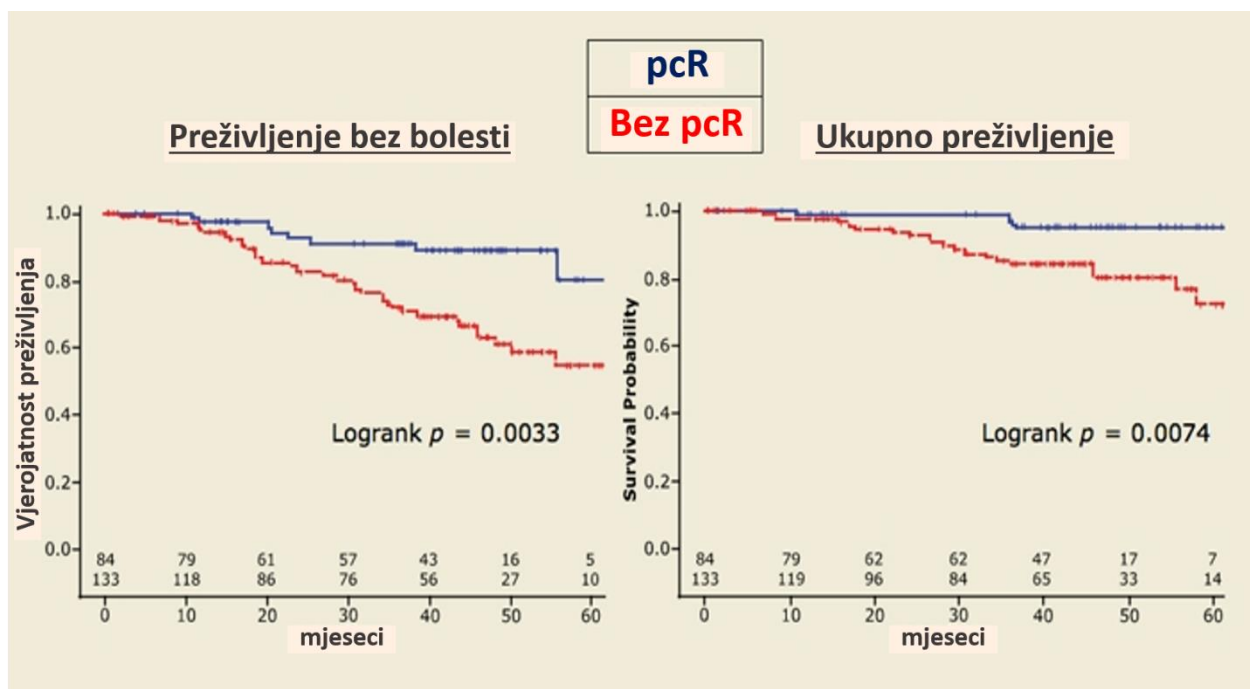 pcR
Bez pcR
Preživljenje bez bolesti
Ukupno preživljenje
Vjerojatnost preživljenja
1.0
0.8
0.6
0.4
0.2
0.0
Logrank p = 0.0033
84 79 61 57 43 16 5
133 118 86 76 56 27 10
0 10 20 30 40 50 60
mjeseci
Survival Probability
1.0
0.8
0.6
0.4
0.2
0.0
Logrank p = 0.0074
84 79 62 62 47 17 7
133 119 96 84 65 33 14
0 10 20 30 40 50 60
mjeseci